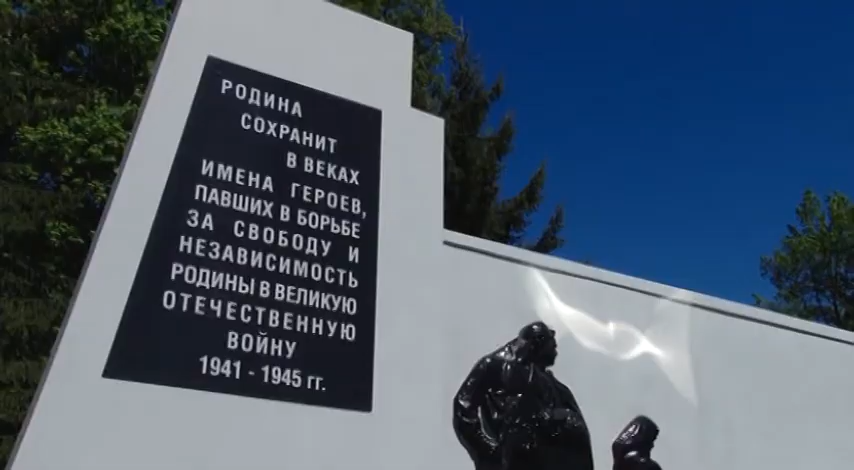 РОДИНА
СОХРАНИТ
В ВЕКАХ
ИМЕНА ГЕРОЕВ,
ПАВШИХ В БОРЬБЕ
ЗА СВОБОДУ И
НЕЗАВИСИМОСТЬ
РОДИНЫ В ВЕЛИКУЮ
ОТЕЧЕСТВЕННУЮ
ВОЙНУ
1941 - 1945 гг.